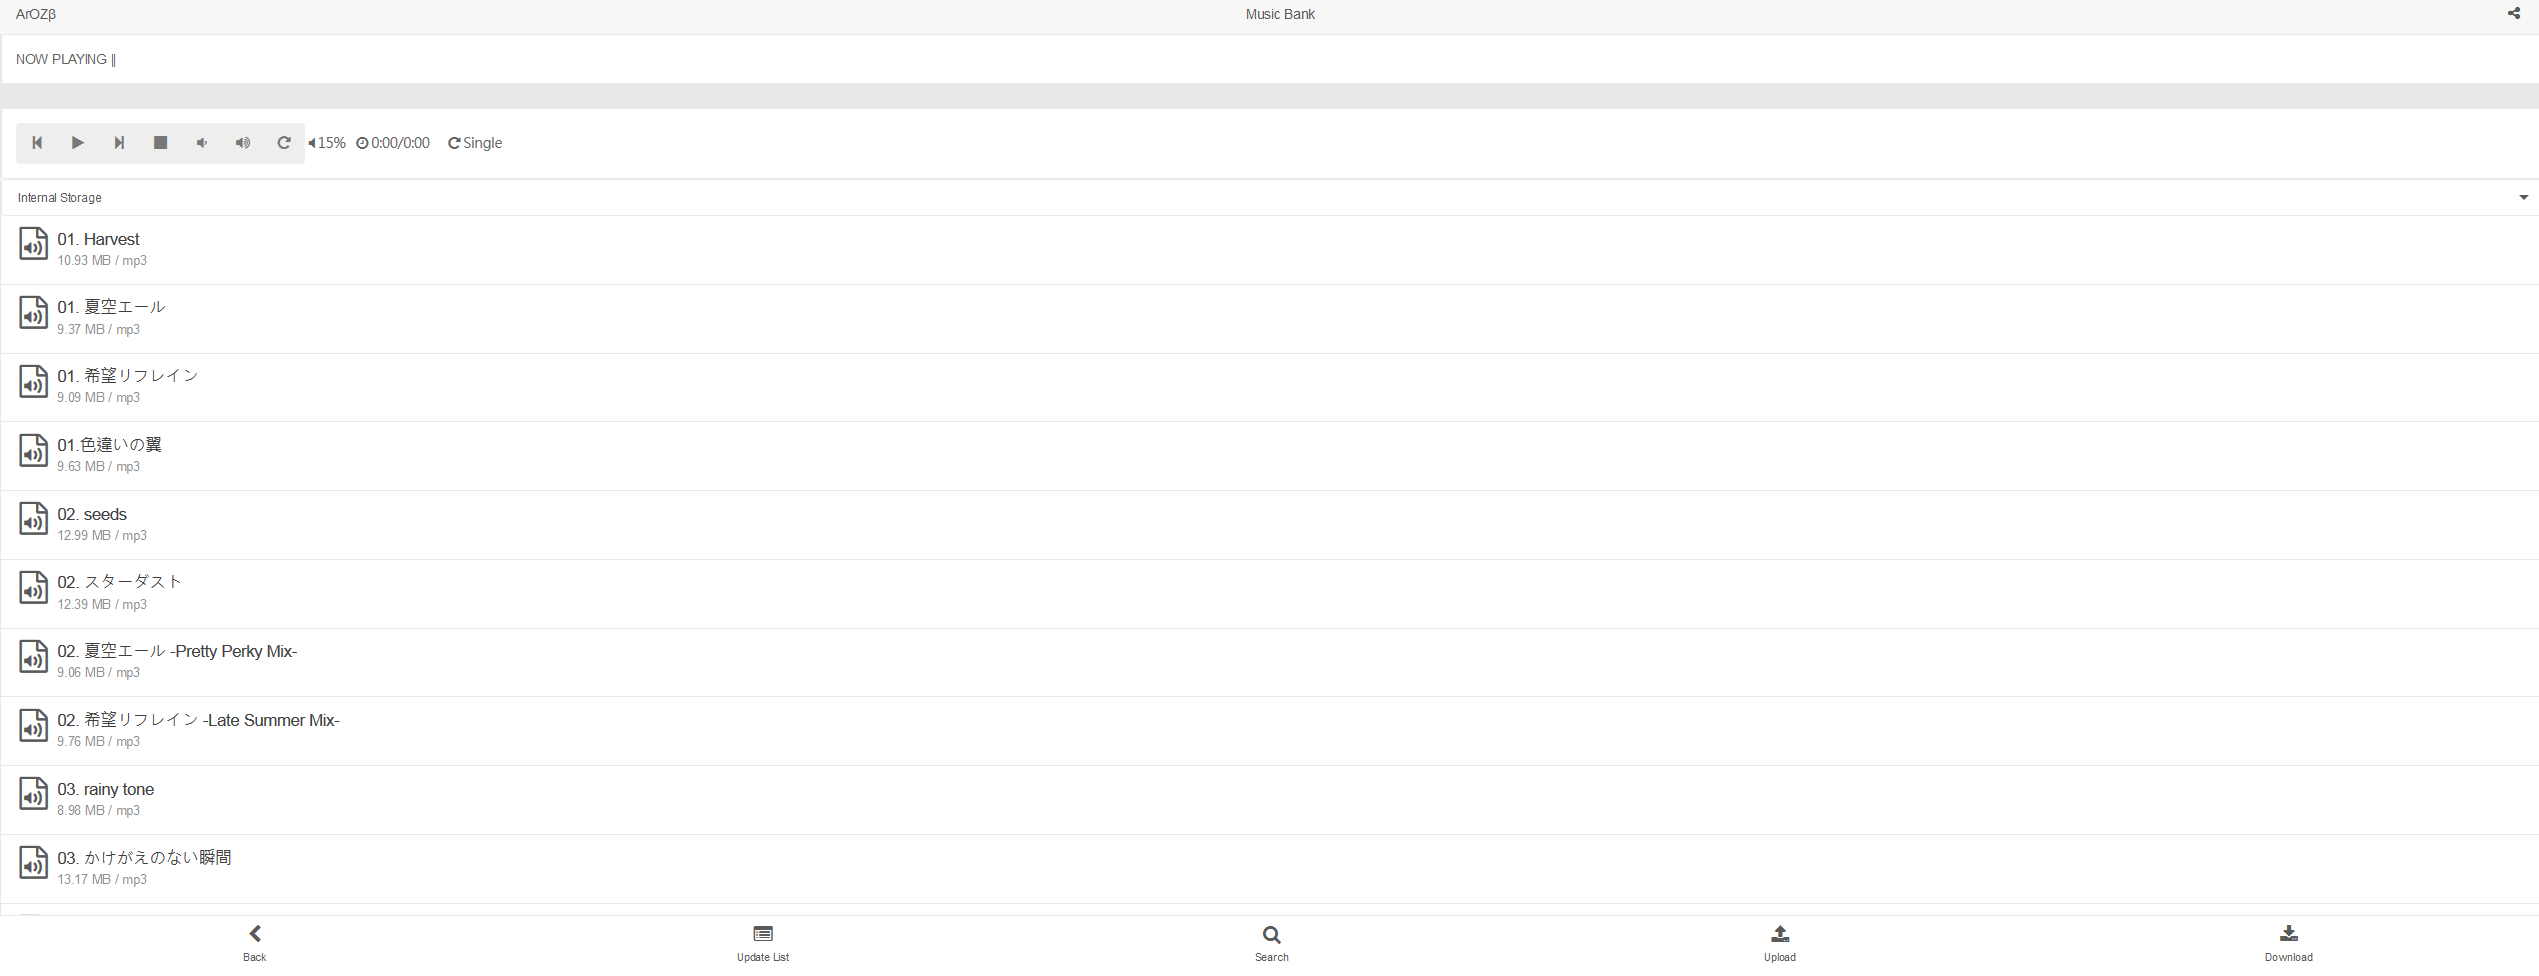 ArOZβ
Music Bank
NOW PLAYING ||
15% 0:00/0:00 Single
Internal Storage
01. Harvest
10.93 MB / mp3
01. 夏空エール
9.37 MB / mp3
01. 希望リフレイン
9.09 MB / mp3
01.色違いの翼
9.63 MB / mp3
02. seeds
12.99 MB / mp3
02. スターダスト
12.39 MB / mp3
02. 夏空エール -Pretty Perky Mix-
9.06 MB / mp3
02. 希望リフレイン -Late Summer Mix-
9.76 MB / mp3
03. rainy tone
8.98 MB / mp3
03. かけがえのない瞬間
13.17 MB / mp3
Back
Update List
Search
Upload
Download